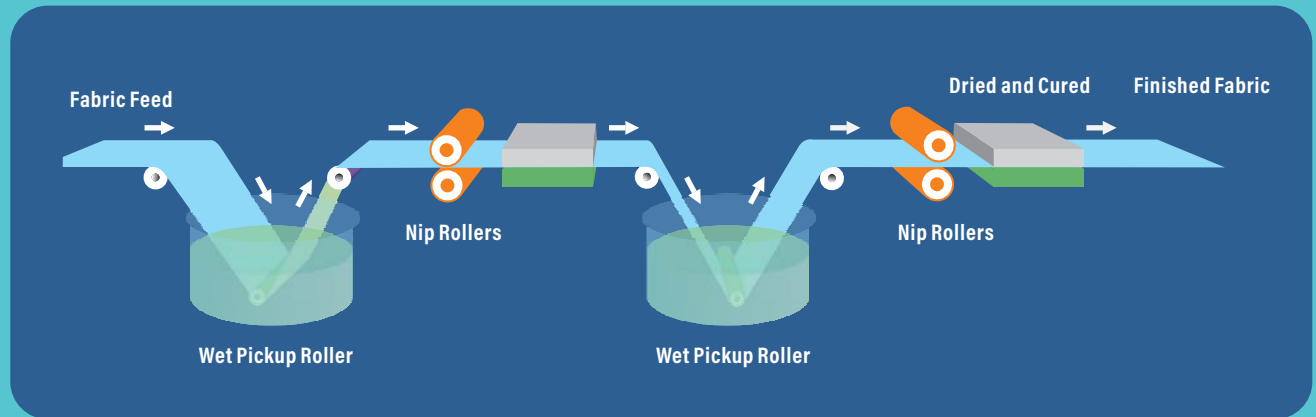 Fabric Feed
Dried and Cured
Finished Fabric
Nip Rollers
Nip Rollers
Wet Pickup Roller
Wet Pickup Roller